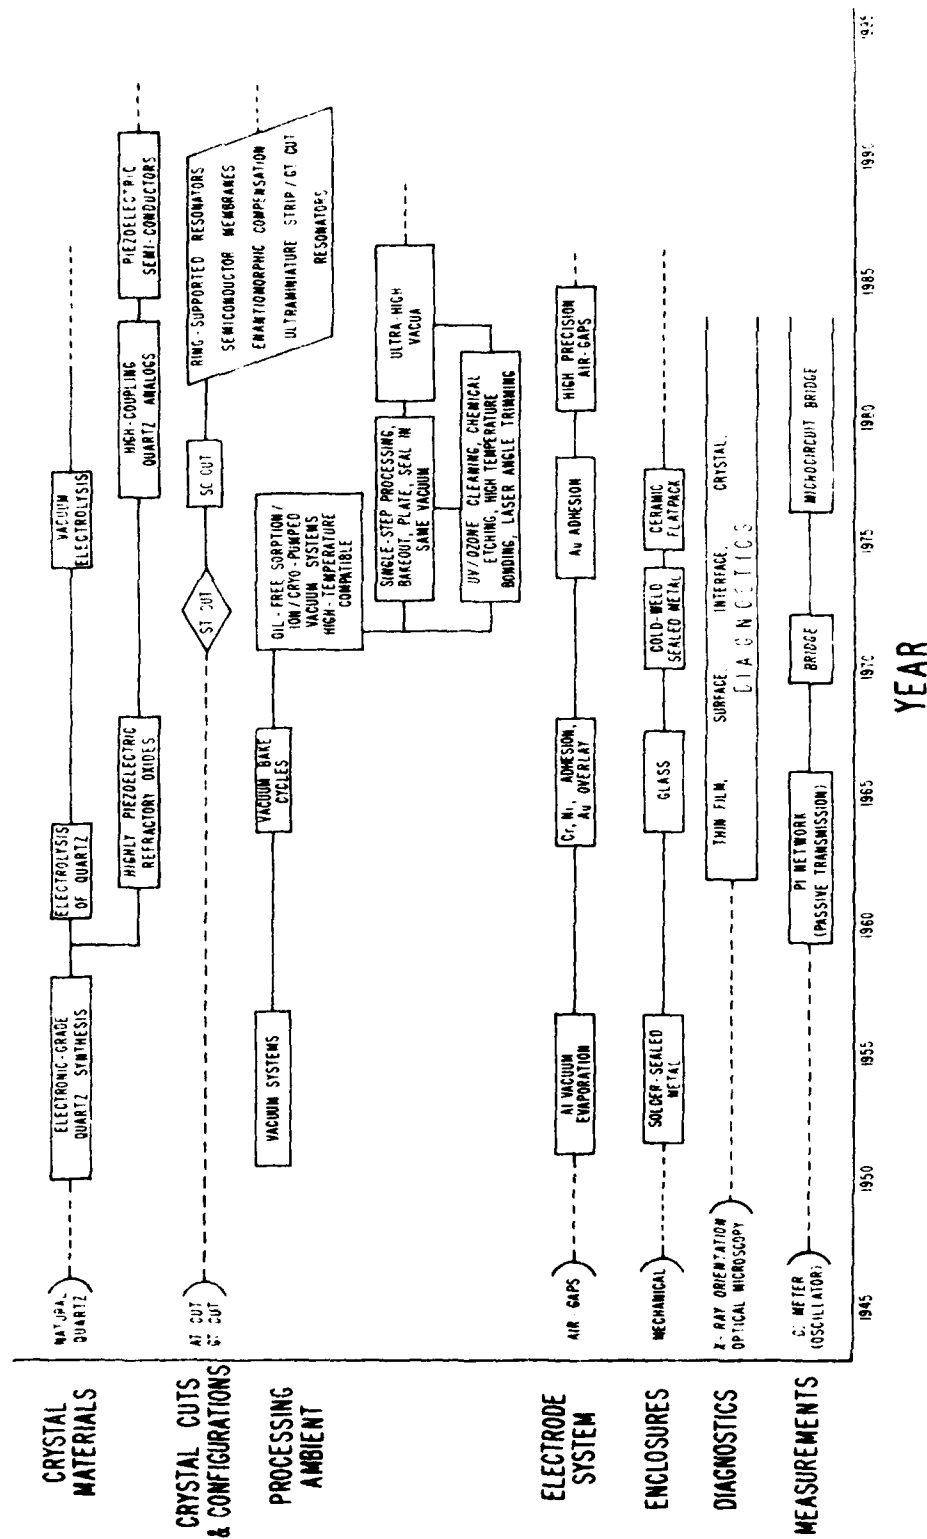 CRYSTAL
MATERIALS
NATURAL
QUARTZ
ELECTRONIC-GRADE
QUARTZ SYNTHESIS
ELECTROLYSIS
OF QUARTZ
VACUUM
ELECTROLYSIS
HIGHLY PIEZOELECTRIC
REFRACTORY OXIDES
HIGH-COUPLING
QUARTZ ANALOGS
PIEZOELECTRIC
SEMI-CONDUCTORS
CRYSTAL CUTS
& CONFIGURATIONS
AT CUT
GT CUT
ST CUT
SC CUT
RING-SUPPORTED RESONATORS
SEMICONDUCTOR MEMBRANES
ENANTIOMORPHIC COMPENSATION
ULTRAMINIATURE STRIP/GT CUT
RESONATORS
PROCESSING
AMBIENT
VACUUM SYSTEMS
VACUUM BAKE
CYCLES
OIL-FREE SORPTION/
ION/CRYO-PUMPED
VACUUM SYSTEMS
HIGH-TEMPERATURE
COMPATIBLE
SINGLE-STEP PROCESSING,
BAKEOUT, PLATE, SEAL IN
SAME VACUUM
ULTRA-HIGH
VACUA
UV/OZONE CLEANING, CHEMICAL
ETCHING, HIGH TEMPERATURE
BONDING, LASER ANGLE TRIMMING
ELECTRODE
SYSTEM
AIR GAPS
Al VACUUM
EVAPORATION
Cr, Ni, ADHESION,
Au OVERLAY
Au ADHESION
HIGH PRECISION
AIR-GAPS
ENCLOSURES
MECHANICAL
SOLDER-SEALED
METAL
GLASS
COLD-WELD
SEALED METAL
CERAMIC
FLATPACK
DIAGNOSTICS
X-RAY ORIENTATION
OPTICAL MICROSCOPY
THIN FILM, SURFACE, INTERFACE, CRYSTAL,
DIAGNOSTICS
MEASUREMENTS
CI METER
(OSCILLATOR)
PI NETWORK
(PASSIVE TRANSMISSION)
BRIDGE
MICROCIRCUIT BRIDGE
1945 1950 1955 1960 1965 1970 1975 1980 1985 1990 1995
YEAR